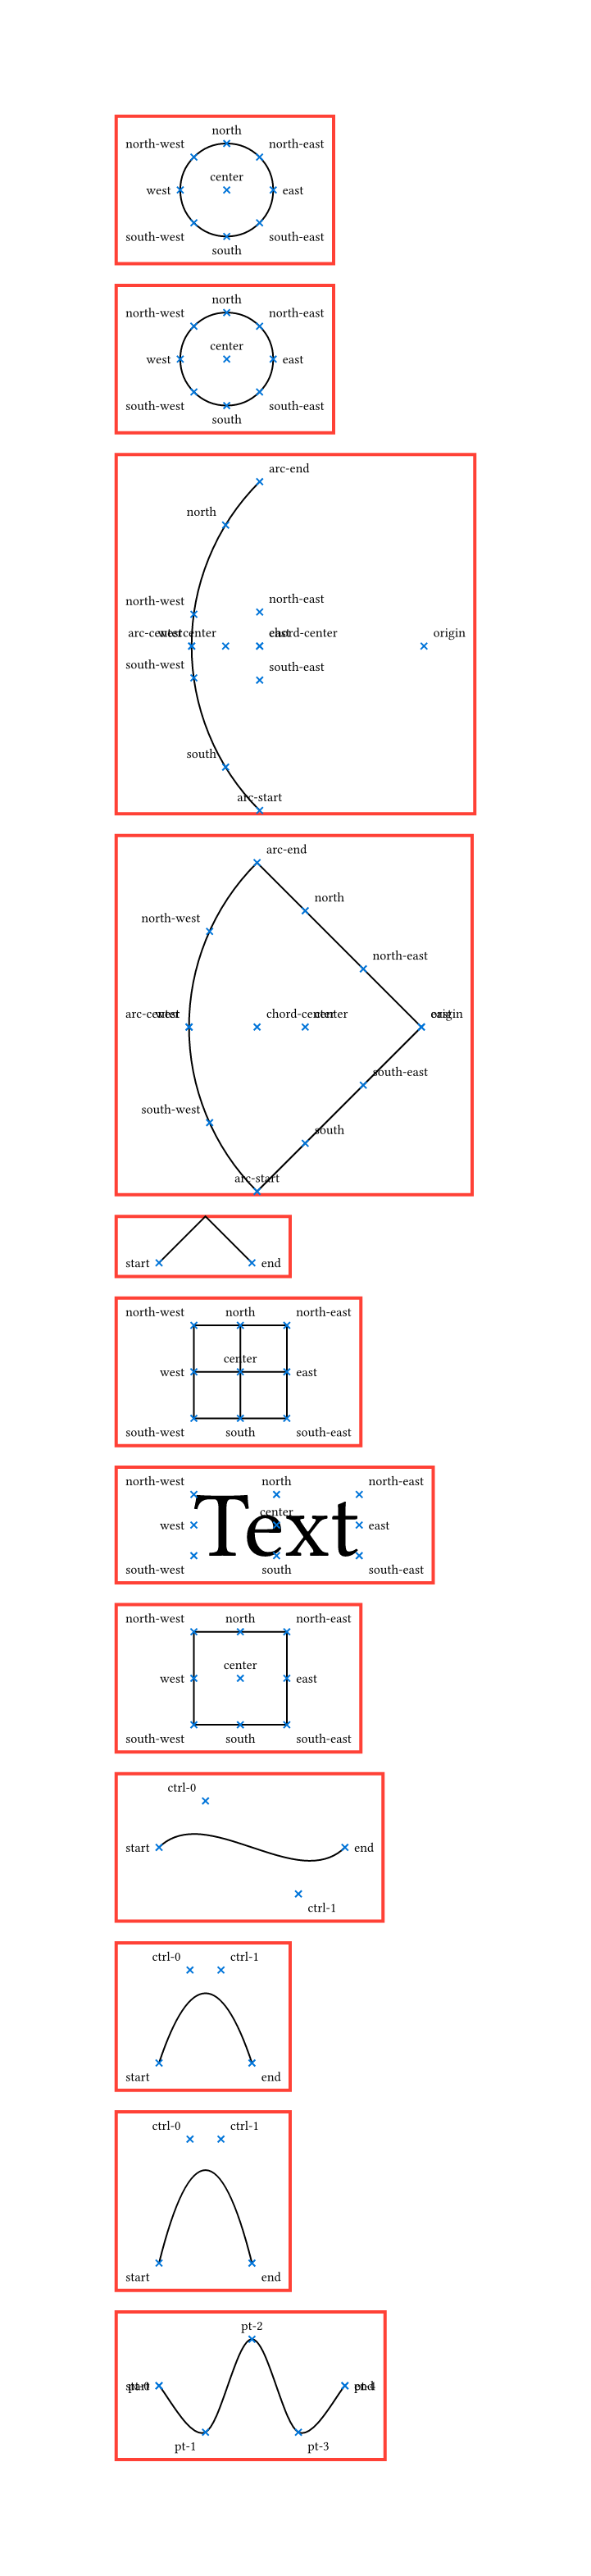 north
north-west north-east
center
west east
south-west south-east
south
north
north-west north-east
center
west east
south-west south-east
south
arc-end
north
north-east
north-west
arc-center west center east chord-center origin
south-west south-east
south
arc-start
arc-end
north
north-west
north-east
arc-center west chord-center center east origin
south-east
south-west
south
arc-start
start end
north-west north north-east
center
west east
south-west south south-east
north-west north north-east
center
west Text east
south-west south south-east
north-west north north-east
center
west east
south-west south south-east
ctrl-0
start end
ctrl-1
ctrl-0 ctrl-1
start end
ctrl-0 ctrl-1
start end
pt-2
start pt-0 end pt-4
pt-1 pt-3